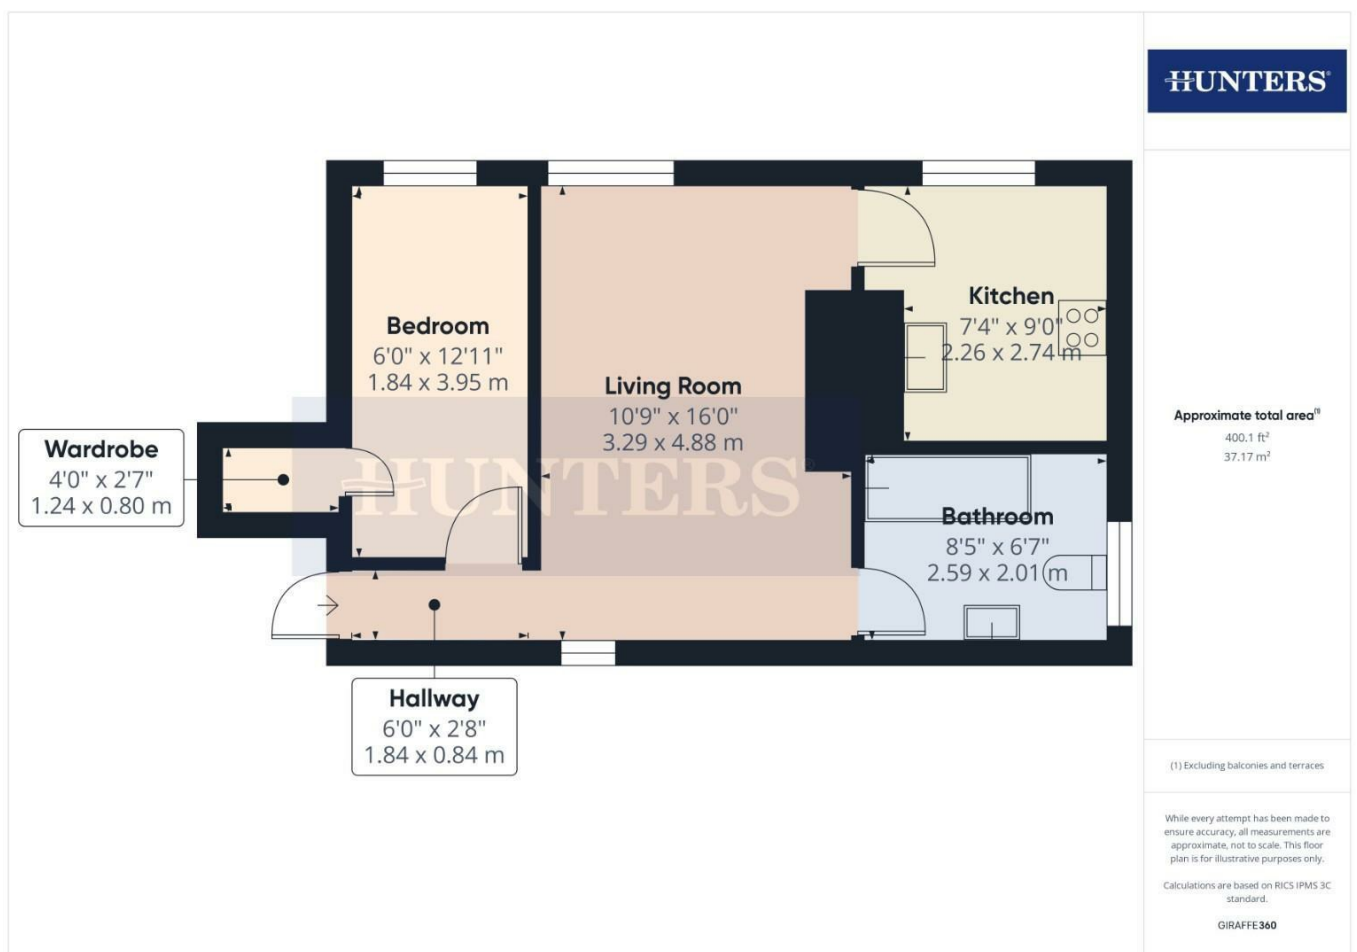 HUNTERS®
Bedroom
6'0" x 12'11"
1.84 x 3.95 m
Living Room
10'9" x 16'0"
3.29 x 4.88 m
Kitchen
7'4" x 9'0"
2.26 x 2.74 m
Wardrobe
4'0" x 2'7"
1.24 x 0.80 m
HUNTERS®
Bathroom
8'5" x 6'7"
2.59 x 2.01 m
Hallway
6'0" x 2'8"
1.84 x 0.84 m
Approximate total area⁽¹⁾
400.1 ft²
37.17 m²
(1) Excluding balconies and terraces
While every attempt has been made to
ensure accuracy, all measurements are
approximate, not to scale. This floor
plan is for illustrative purposes only.
Calculations are based on RICS IPMS 3C
standard.
GIRAFFE360